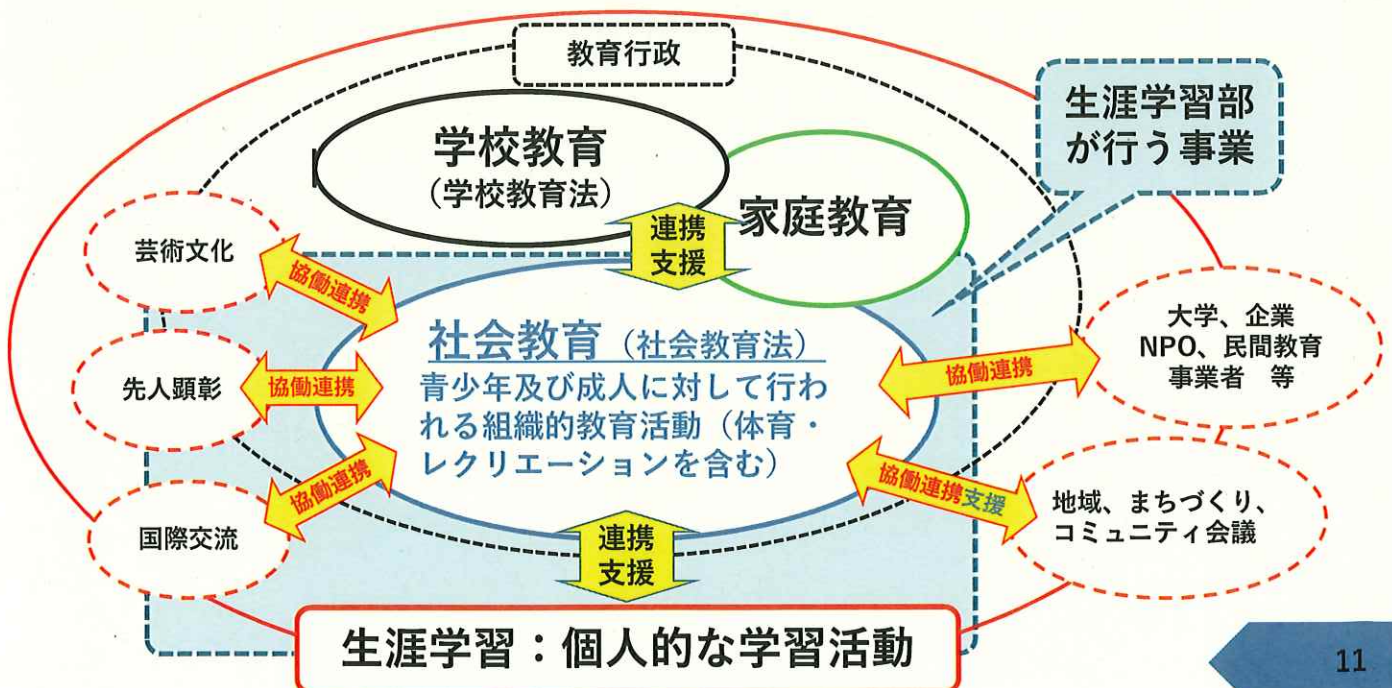 教育行政
生涯学習部
が行う事業
学校教育
（学校教育法）
家庭教育
連携
支援
芸術文化
協働連携
社会教育（社会教育法）
青少年及び成人に対して行わ
れる組織的教育活動（体育・
レクリエーションを含む）
先人顕彰
協働連携
国際交流
協働連携
協働連携
大学、企業
NPO、民間教育
事業者　等
協働連携支援
地域、まちづくり、
コミュニティ会議
連携
支援
生涯学習：個人的な学習活動
11